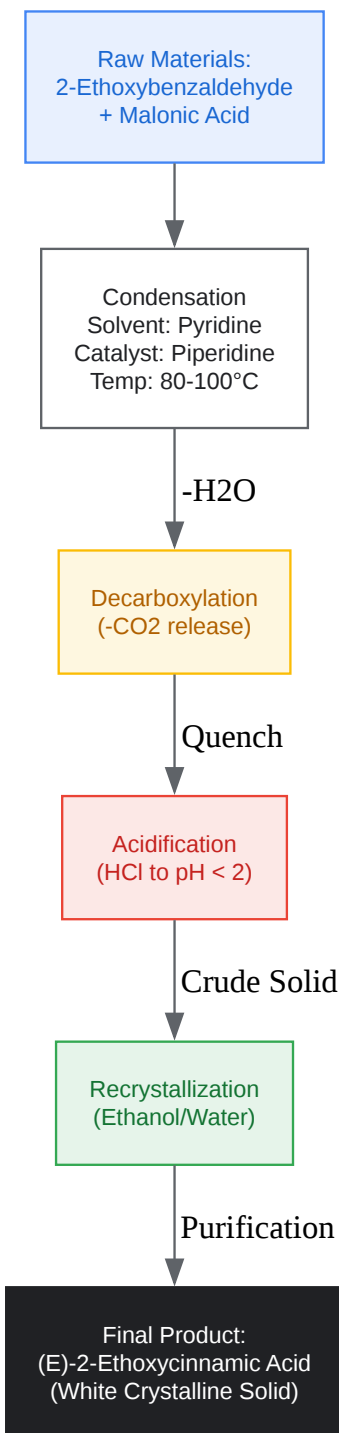 Raw Materials:
2-Ethoxybenzaldehyde
+ Malonic Acid
Condensation
Solvent: Pyridine
Catalyst: Piperidine
Temp: 80-100°C
-H2O
Decarboxylation
(-CO2 release)
Quench
Acidification
(HCl to pH < 2)
Crude Solid
Recrystallization
(Ethanol/Water)
Purification
Final Product:
(E)-2-Ethoxycinnamic Acid
(White Crystalline Solid)